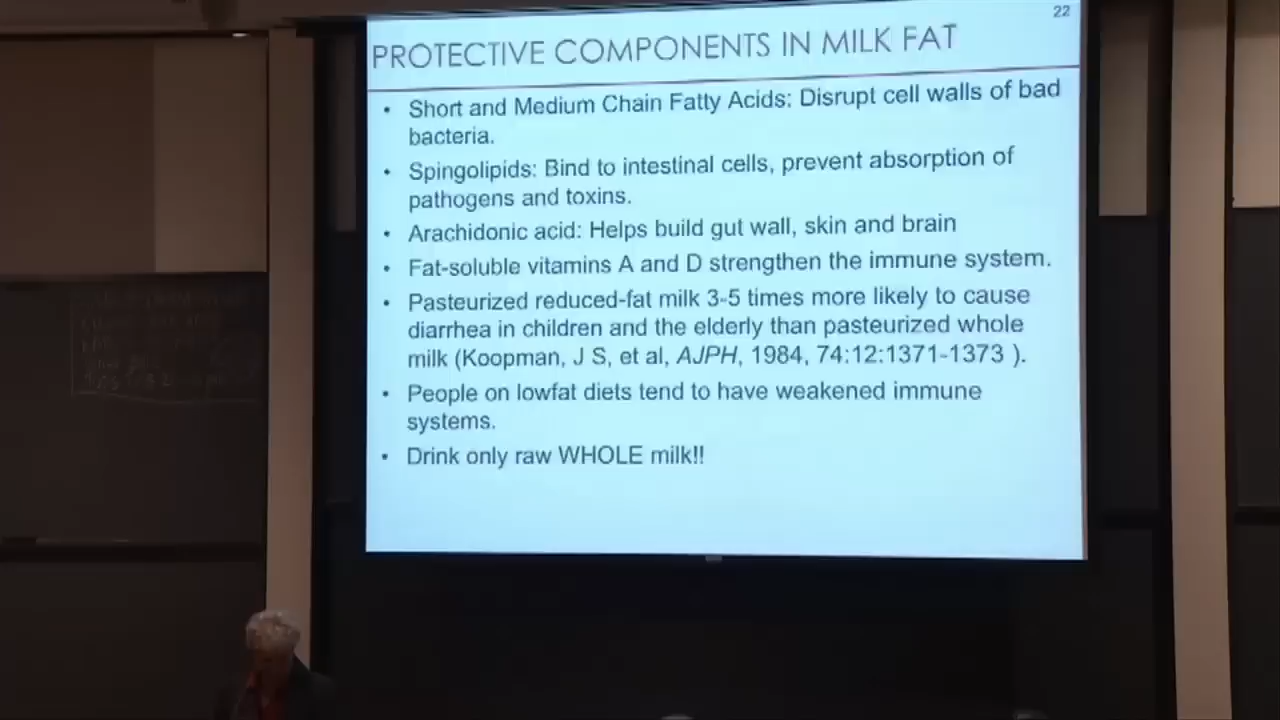 22
PROTECTIVE COMPONENTS IN MILK FAT
• Short and Medium Chain Fatty Acids: Disrupt cell walls of bad
bacteria.
• Spingolipids: Bind to intestinal cells, prevent absorption of
pathogens and toxins.
• Arachidonic acid: Helps build gut wall, skin and brain
• Fat-soluble vitamins A and D strengthen the immune system.
• Pasteurized reduced-fat milk 3-5 times more likely to cause
diarrhea in children and the elderly than pasteurized whole
milk (Koopman, J S, et al, AJPH, 1984, 74:12:1371-1373 ).
• People on lowfat diets tend to have weakened immune
systems.
• Drink only raw WHOLE milk!!